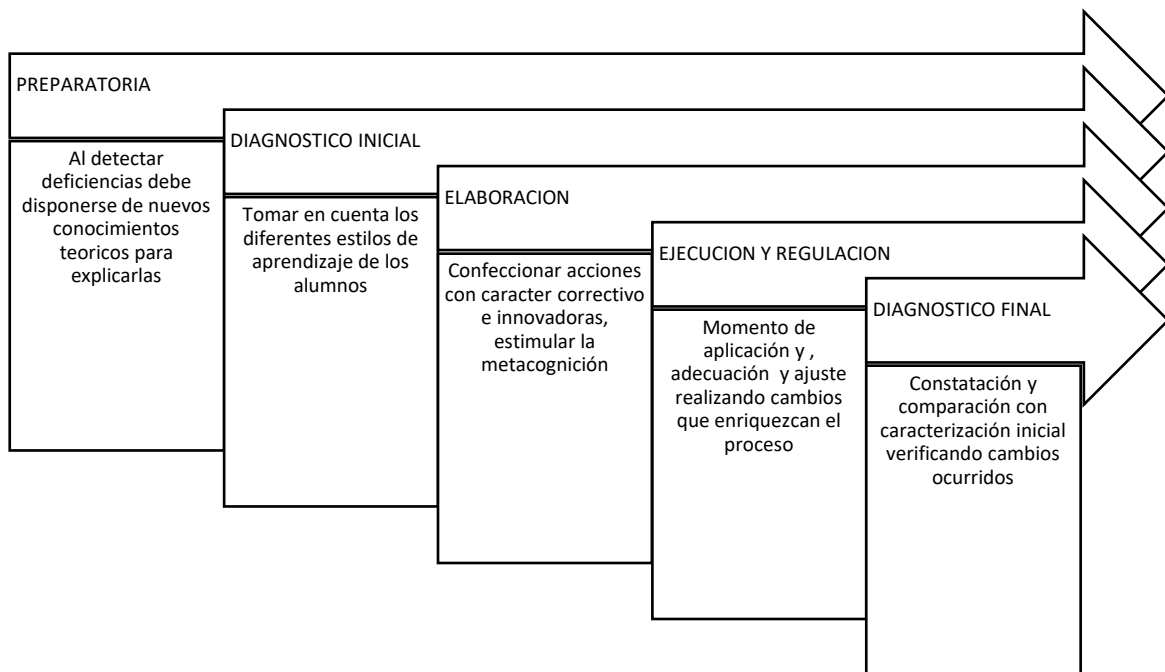 PREPARATORIA
Al detectar
deficiencias debe
disponerse de nuevos
conocimientos
teoricos para
explicarlas
DIAGNOSTICO INICIAL
Tomar en cuenta los
diferentes estilos de
aprendizaje de los
alumnos
ELABORACION
Confeccionar acciones
con caracter correctivo
e innovadoras,
estimular la
metacognición
EJECUCION Y REGULACION
Momento de
aplicación y ,
adecuación y ajuste
realizando cambios
que enriquezcan el
proceso
DIAGNOSTICO FINAL
Constatación y
comparación con
caracterización inicial
verificando cambios
ocurridos